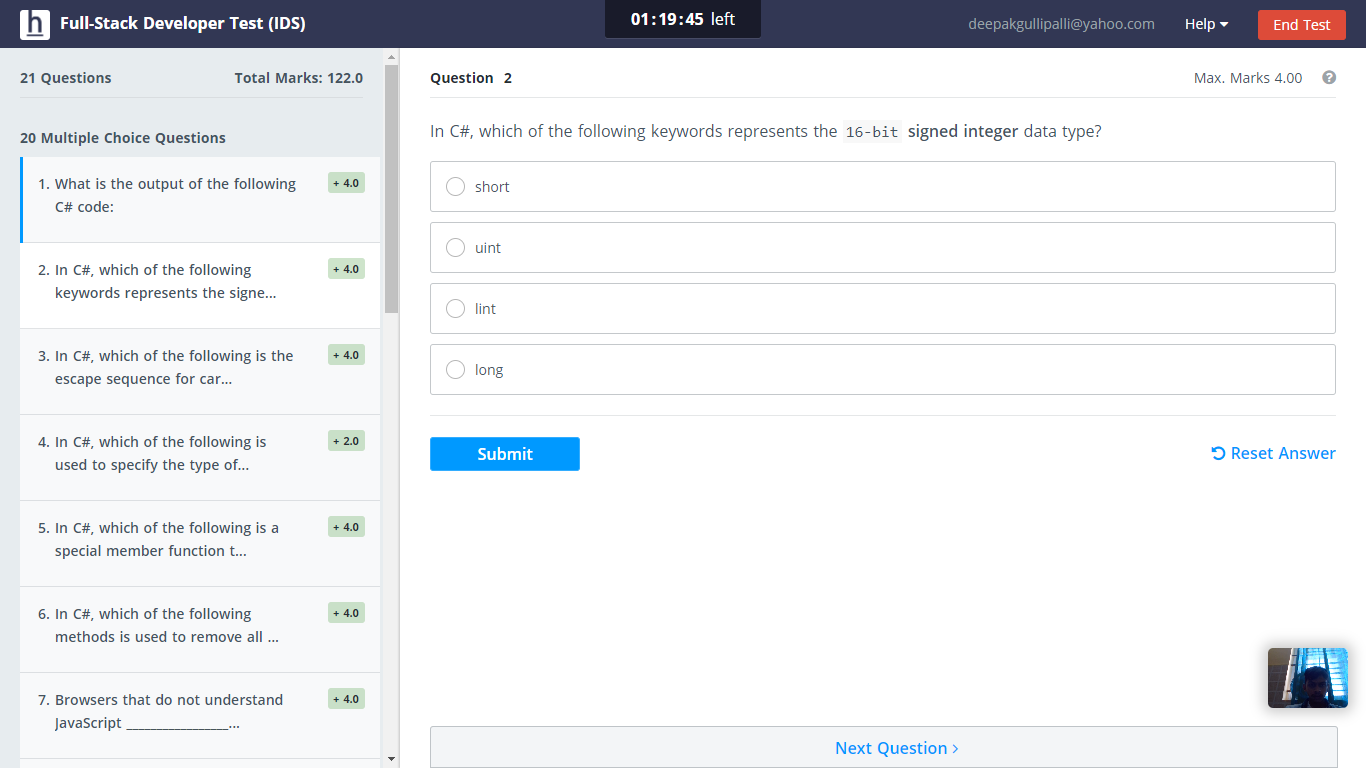 h Full-Stack Developer Test (IDS)
01:19:45 left
deepakgullipalli@yahoo.com
Help
End Test
21 Questions
Total Marks: 122.0
20 Multiple Choice Questions
1. What is the output of the following
C# code:
+ 4.0
2. In C#, which of the following
keywords represents the signe...
+ 4.0
3. In C#, which of the following is the
escape sequence for car...
+ 4.0
4. In C#, which of the following is
used to specify the type of...
+ 2.0
5. In C#, which of the following is a
special member function t...
+ 4.0
6. In C#, which of the following
methods is used to remove all ...
+ 4.0
7. Browsers that do not understand
JavaScript _________________...
+ 4.0
Question 2
Max. Marks 4.00 ?
In C#, which of the following keywords represents the 16-bit signed integer data type?
short
uint
lint
long
Submit
Reset Answer
Next Question >